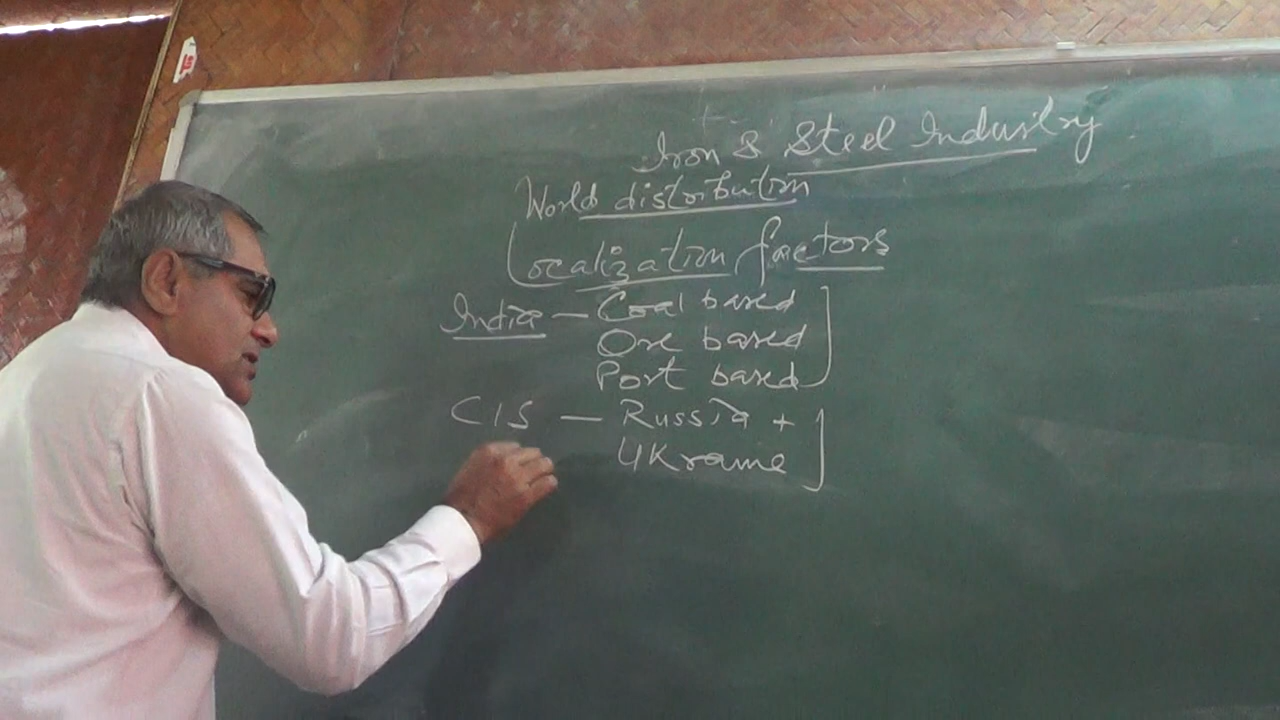 Iron & Steel Industry
World distribution
Localization factors
India — Coal based
Ore based
Port based
CIS — Russia +
Ukraine